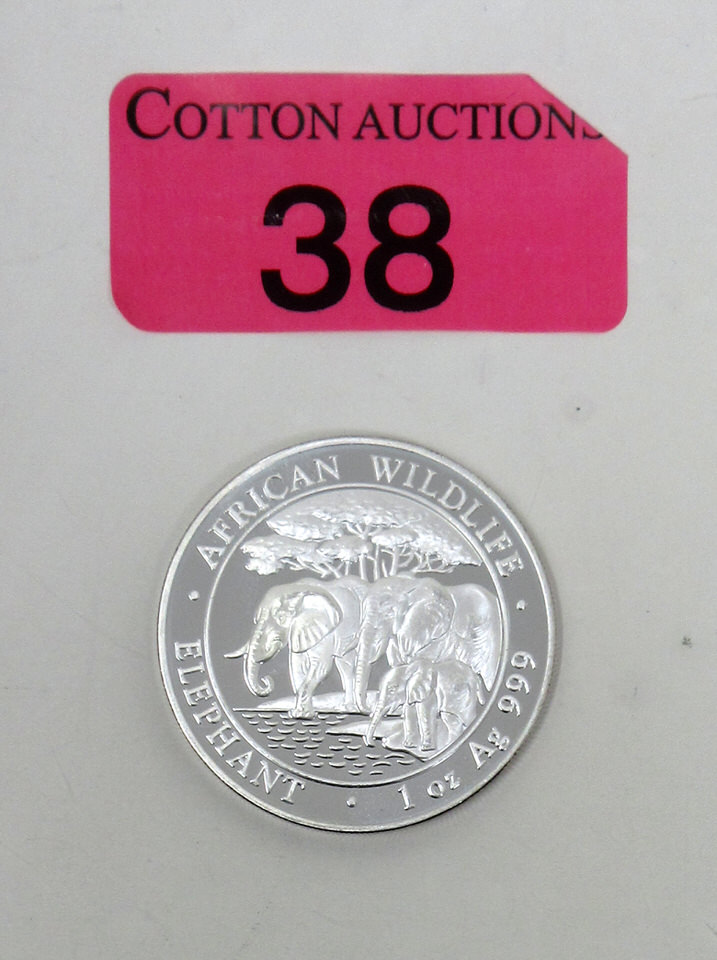 COTTON AUCTIONS
38
AFRICAN WILDLIFE
ELEPHANT · 1 oz Ag 999